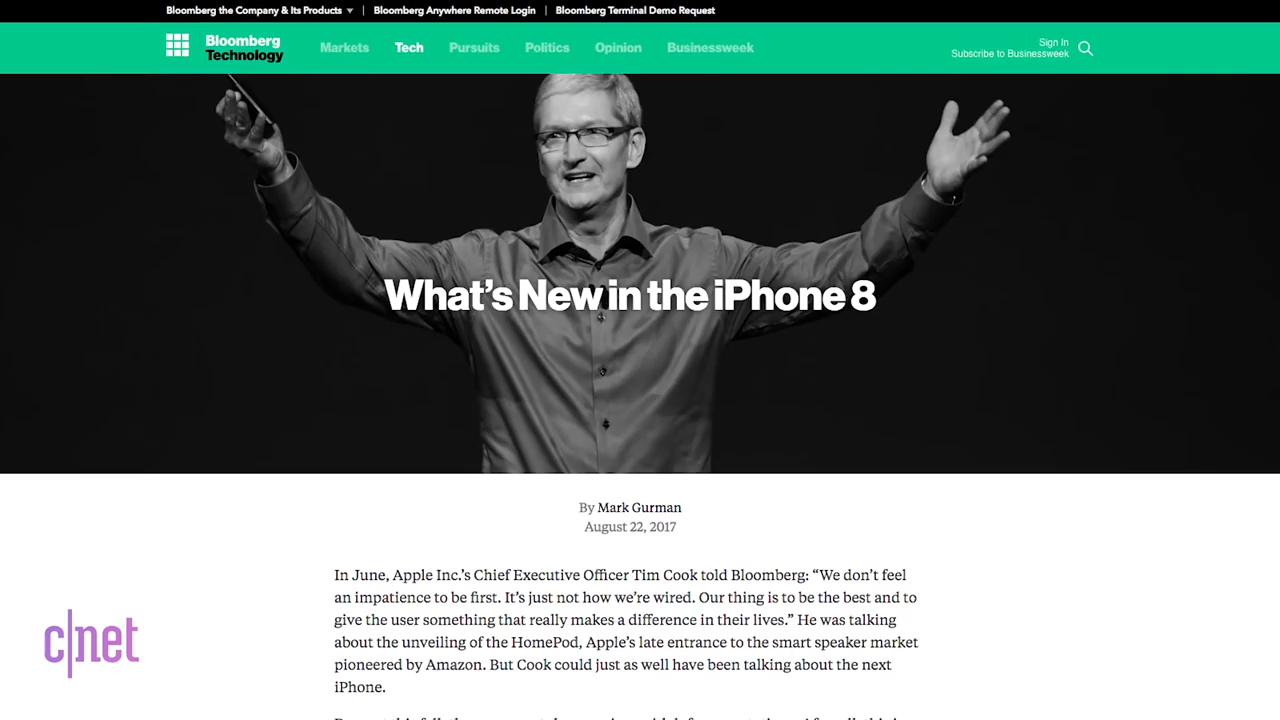 Bloomberg the Company & Its Products ▼ | Bloomberg Anywhere Remote Login | Bloomberg Terminal Demo Request
Bloomberg
Technology
Markets Tech Pursuits Politics Opinion Businessweek
Sign In
Subscribe to Businessweek
What's New in the iPhone 8
By Mark Gurman
August 22, 2017
In June, Apple Inc.'s Chief Executive Officer Tim Cook told Bloomberg: “We don't feel
an impatience to be first. It's just not how we're wired. Our thing is to be the best and to
give the user something that really makes a difference in their lives.” He was talking
about the unveiling of the HomePod, Apple's late entrance to the smart speaker market
pioneered by Amazon. But Cook could just as well have been talking about the next
iPhone.
c|net